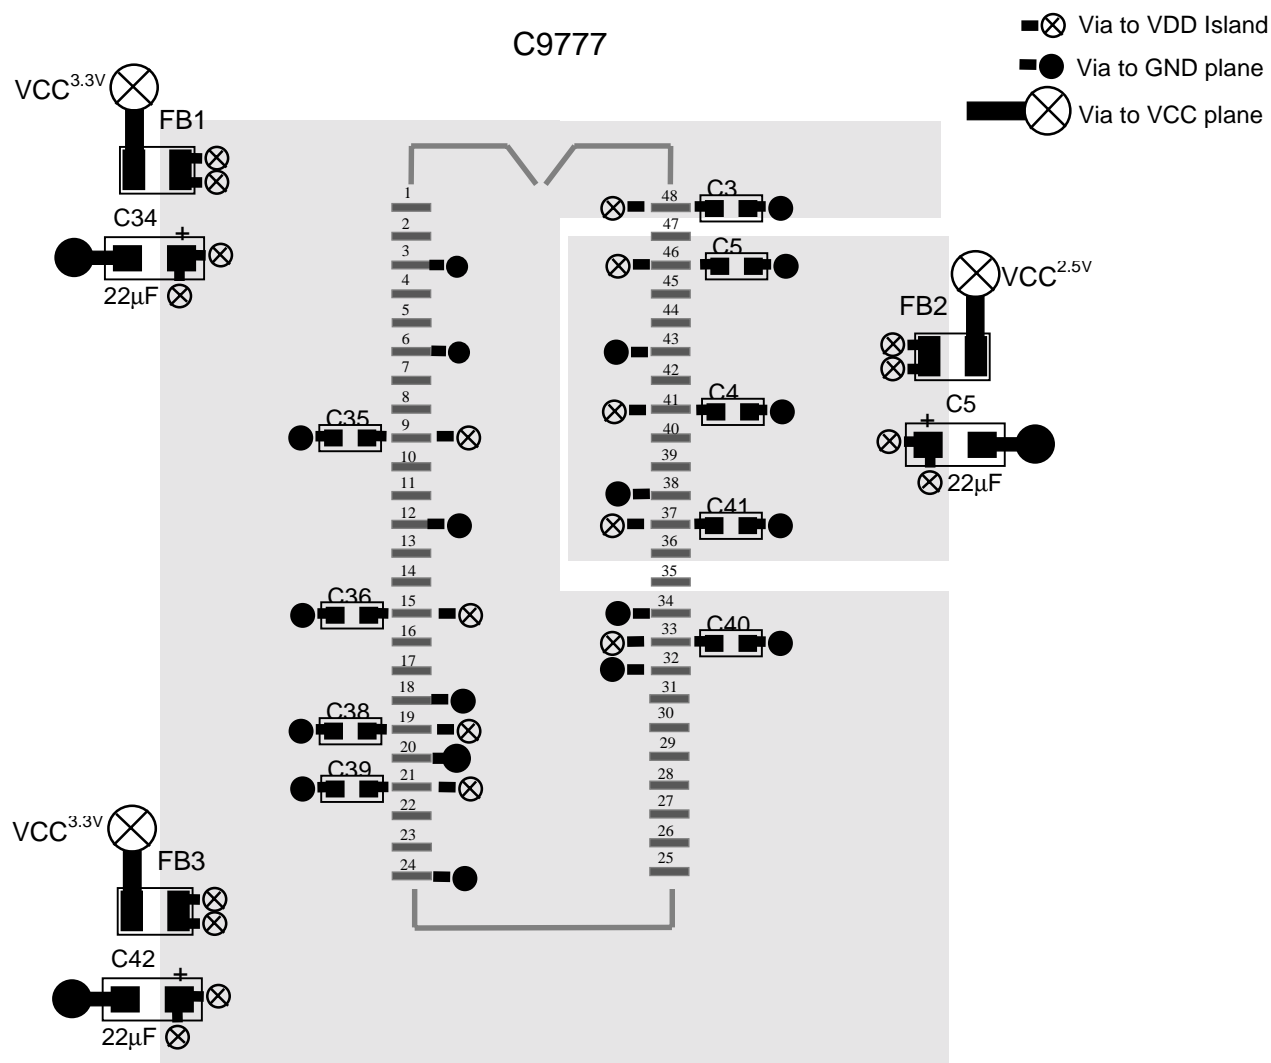 C9777
Via to VDD Island
Via to GND plane
Via to VCC plane
VCC3.3V
FB1
C34
+
22µF
1
2
3
4
5
6
7
8
C35
9
10
11
12
13
14
C36
15
16
17
18
C38
19
20
C39
21
22
23
24
48
C3
47
46
C5
45
44
43
42
41
C4
40
39
38
37
C41
36
35
34
33
C40
32
31
30
29
28
27
26
25
VCC2.5V
FB2
C5
+
22µF
VCC3.3V
FB3
C42
+
22µF